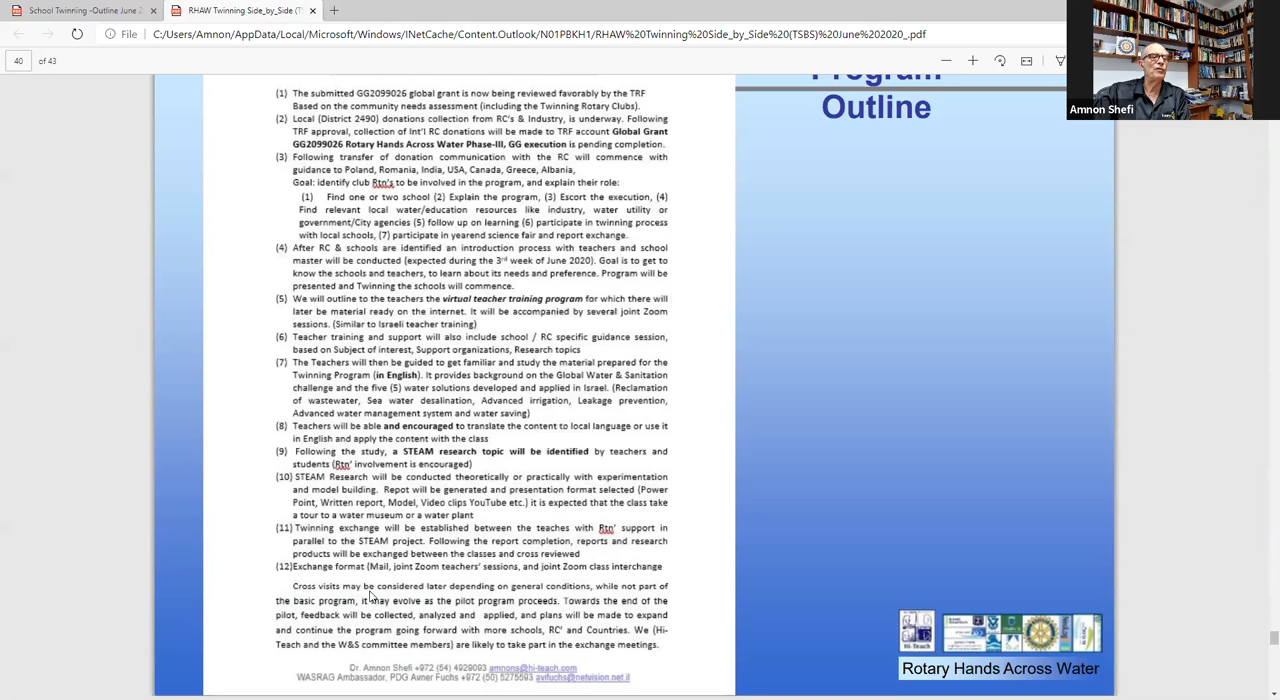 School Twinning -Outline June 2
RHAW Twinning Side_by_Side (T
File
C:/Users/Amnon/AppData/Local/Microsoft/Windows/INetCache/Content.Outlook/N01PBKH1/RHAW%20Twinning%20Side_by_Side%20(TSBS)%20June%202020_.pdf
40 of 43
Amnon Shefi
Program
Outline
(1) The submitted GG2099026 global grant is now being reviewed favorably by the TRF
Based on the community needs assessment (including the Twinning Rotary Clubs).
(2) Local (District 2490) donations collection from RC's & Industry, is underway. Following
TRF approval, collection of Int'l RC donations will be made to TRF account Global Grant
GG2099026 Rotary Hands Across Water Phase-III, GG execution is pending completion.
(3) Following transfer of donation communication with the RC will commence with
guidance to Poland, Romania, India, USA, Canada, Greece, Albania,
Goal: identify club Rtn's to be involved in the program, and explain their role:
(1) Find one or two school (2) Explain the program, (3) Escort the execution, (4)
Find relevant local water/education resources like industry, water utility or
government/City agencies (5) follow up on learning (6) participate in twinning process
with local schools, (7) participate in yearend science fair and report exchange.
(4) After RC & schools are identified an introduction process with teachers and school
master will be conducted (expected during the 3rd week of June 2020). Goal is to get to
know the schools and teachers, to learn about its needs and preference. Program will be
presented and Twinning the schools will commence.
(5) We will outline to the teachers the virtual teacher training program for which there will
later be material ready on the internet. It will be accompanied by several joint Zoom
sessions. (Similar to Israeli teacher training)
(6) Teacher training and support will also include school / RC specific guidance session,
based on Subject of interest, Support organizations, Research topics
(7) The Teachers will then be guided to get familiar and study the material prepared for the
Twinning Program (in English). It provides background on the Global Water & Sanitation
challenge and the five (5) water solutions developed and applied in Israel. (Reclamation
of wastewater, Sea water desalination, Advanced irrigation, Leakage prevention,
Advanced water management system and water saving)
(8) Teachers will be able and encouraged to translate the content to local language or use it
in English and apply the content with the class
(9) Following the study, a STEAM research topic will be identified by teachers and
students (Rtn' involvement is encouraged)
(10) STEAM Research will be conducted theoretically or practically with experimentation
and model building. Repot will be generated and presentation format selected (Power
Point, Written report, Model, Video clips YouTube etc.) it is expected that the class take
a tour to a water museum or a water plant
(11) Twinning exchange will be established between the teaches with Rtn' support in
parallel to the STEAM project. Following the report completion, reports and research
products will be exchanged between the classes and cross reviewed
(12)Exchange format (Mail, joint Zoom teachers' sessions, and joint Zoom class interchange
Cross visits may be considered later depending on general conditions, while not part of
the basic program, it may evolve as the pilot program proceeds. Towards the end of the
pilot, feedback will be collected, analyzed and applied, and plans will be made to expand
and continue the program going forward with more schools, RC' and Countries. We (Hi-
Teach and the W&S committee members) are likely to take part in the exchange meetings.
Dr. Amnon Shefi +972 (54) 4929093 amnons@hi-teach.com
WASRAG Ambassador, PDG Avner Fuchs +972 (50) 5275593 avifuchs@netvision.net.il
Hi-Teach
Rotary Hands Across Water